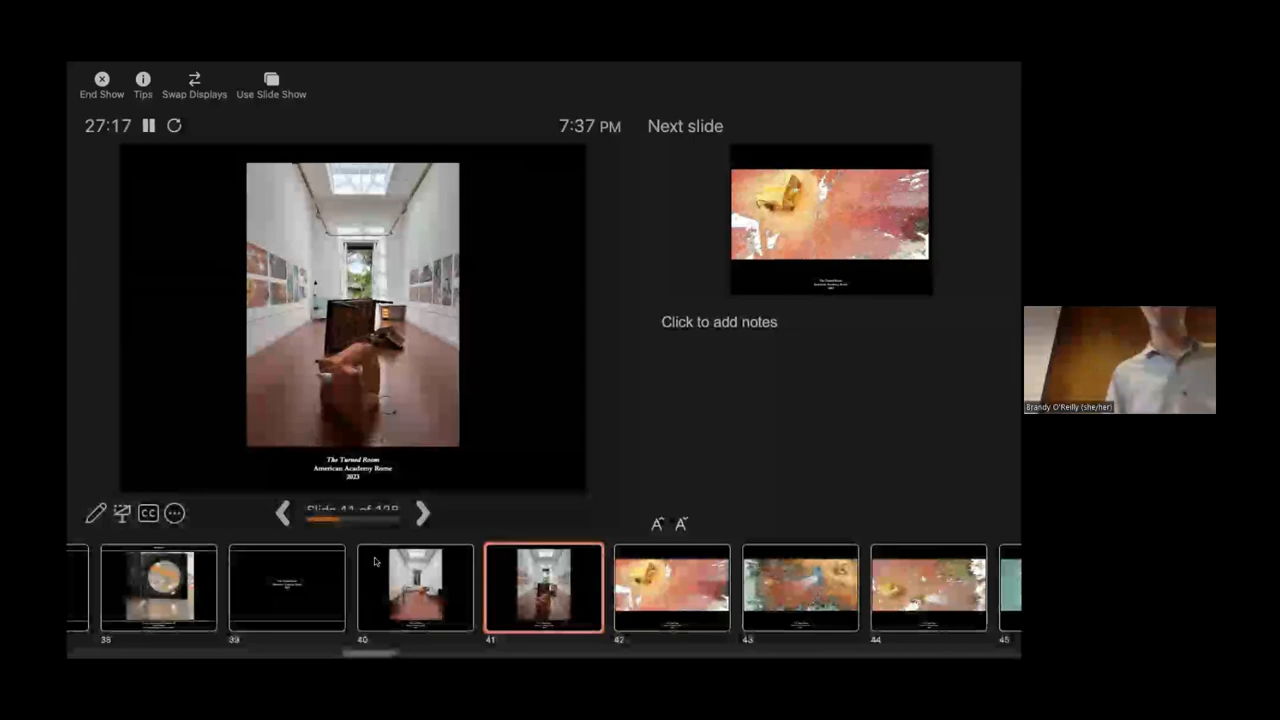 End Show
Tips
Swap Displays
Use Slide Show
27:17
7:37 PM
Next slide
The Turned Room
American Academy Rome
2023
Click to add notes
Brandy O'Reilly (she/her)
CC
38
39
40
41
42
43
44
45